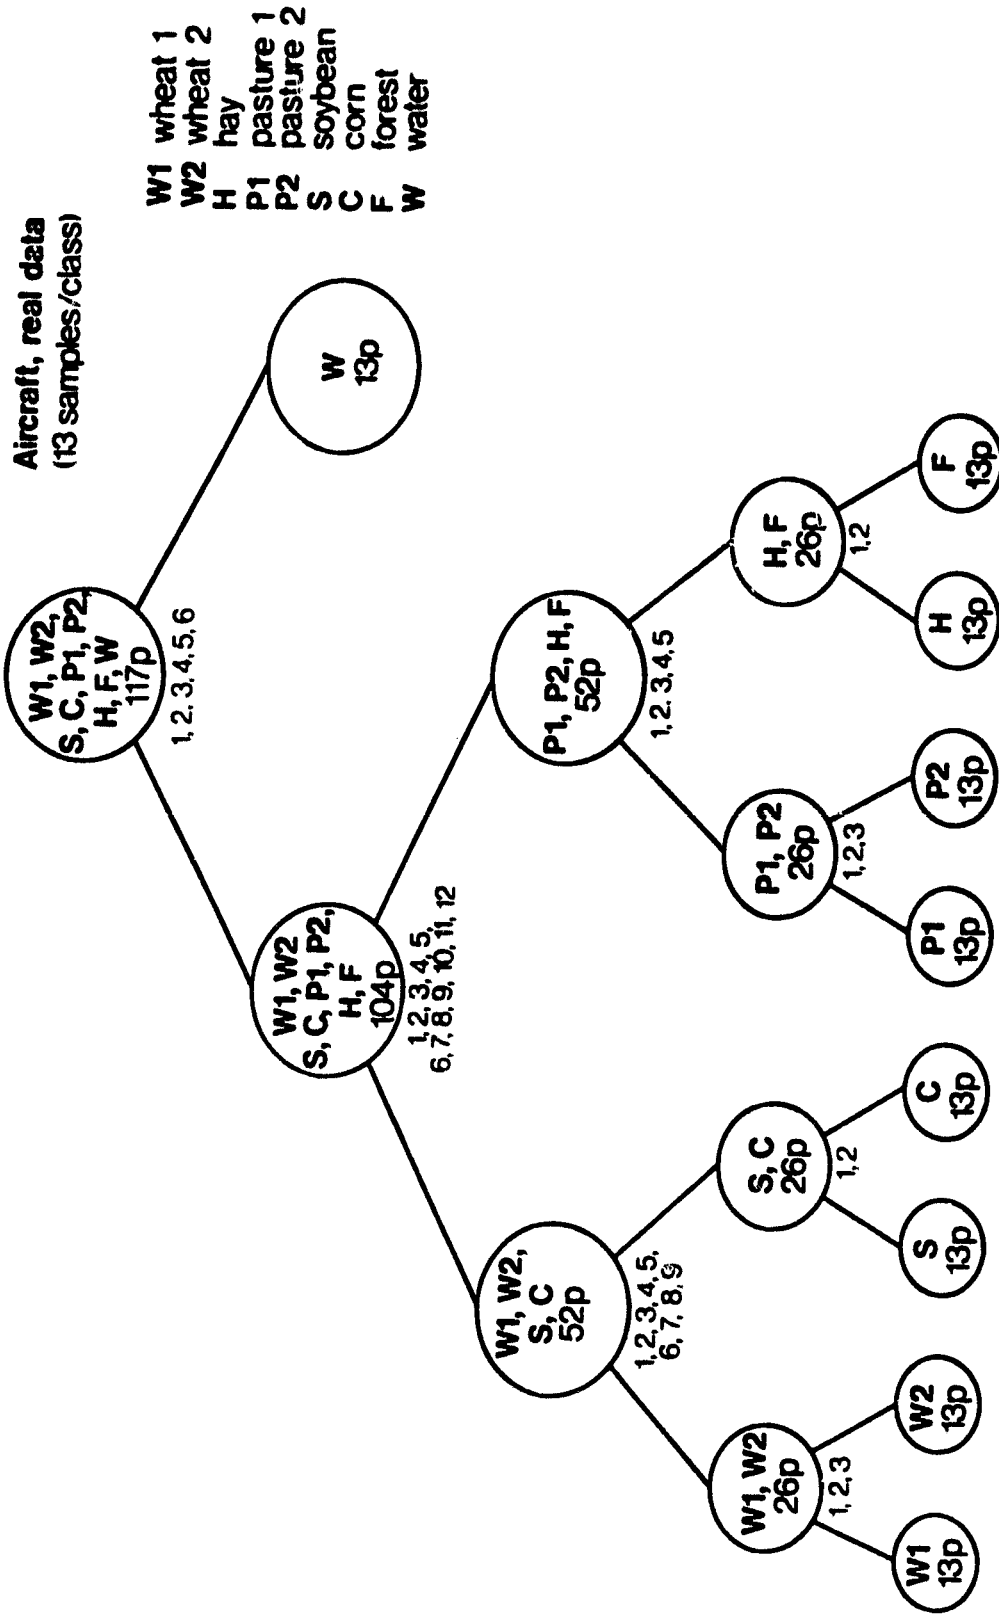 Aircraft, real data
(13 samples/class)
W1 wheat 1
W2 wheat 2
H hay
P1 pasture 1
P2 pasture 2
S soybean
C corn
F forest
W water
W1, W2,
S, C, P1, P2,
H, F, W
117p
1, 2, 3, 4, 5, 6
W
13p
W1, W2
S, C, P1, P2,
H, F
104p
1, 2, 3, 4, 5,
6, 7, 8, 9, 10, 11, 12
W1, W2,
S, C
52p
1, 2, 3, 4, 5,
6, 7, 8, 9
P1, P2, H, F
52p
1, 2, 3, 4, 5
W1, W2
26p
1, 2, 3
S, C
26p
1, 2
P1, P2
26p
1, 2, 3
H, F
26p
1, 2
W1
13p
W2
13p
S
13p
C
13p
P1
13p
P2
13p
H
13p
F
13p